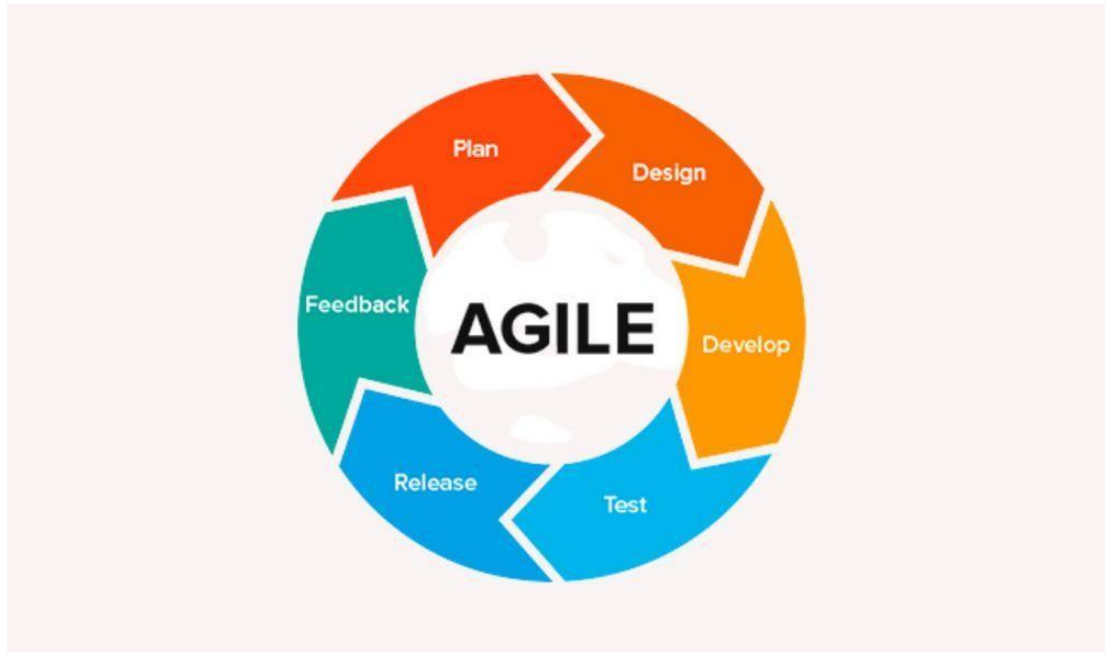 Plan
Design
Develop
Test
Release
Feedback
AGILE